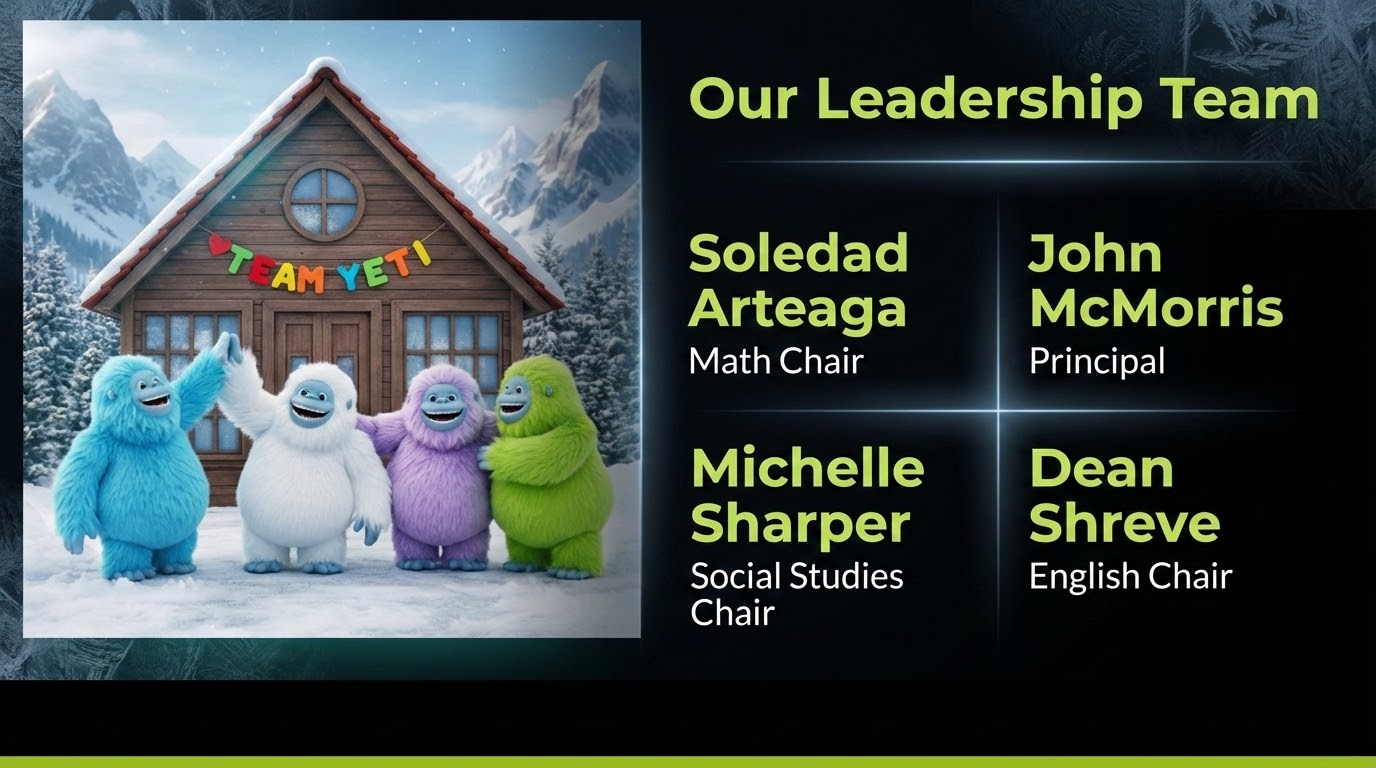 TEAM YETI
Our Leadership Team
Soledad
Arteaga
Math Chair
John
McMorris
Principal
Michelle
Sharper
Social Studies
Chair
Dean
Shreve
English Chair